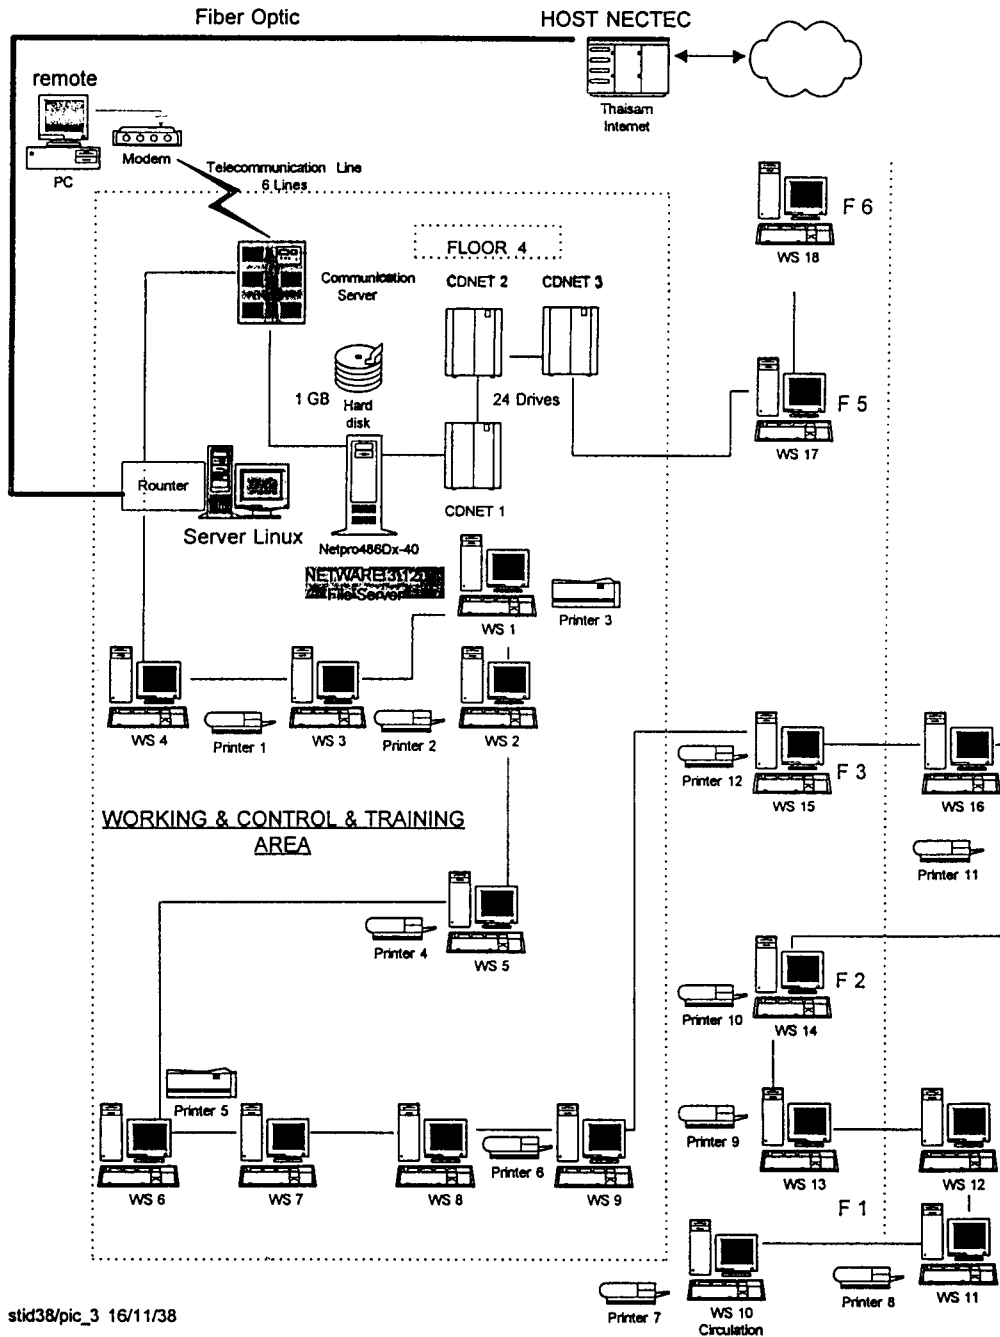 Fiber Optic
HOST NECTEC
Thaisarn
Internet
remote
PC
Modem
Telecommunication Line
6 Lines
FLOOR 4
Communication
Server
CDNET 2
CDNET 3
1 GB
Hard
disk
24 Drives
CDNET 1
Rounter
Server Linux
Netpro486Dx-40
NETWARE 3.12
File Server
WS 18
F 6
WS 17
F 5
WS 1
Printer 3
WS 4
Printer 1
WS 3
Printer 2
WS 2
Printer 12
WS 15
F 3
WS 16
Printer 11
WORKING & CONTROL & TRAINING
AREA
Printer 4
WS 5
Printer 10
WS 14
F 2
Printer 5
WS 6
WS 7
WS 8
Printer 6
WS 9
Printer 9
WS 13
WS 12
F 1
Printer 7
WS 10
Circulation
Printer 8
WS 11
stid38/pic_3 16/11/38